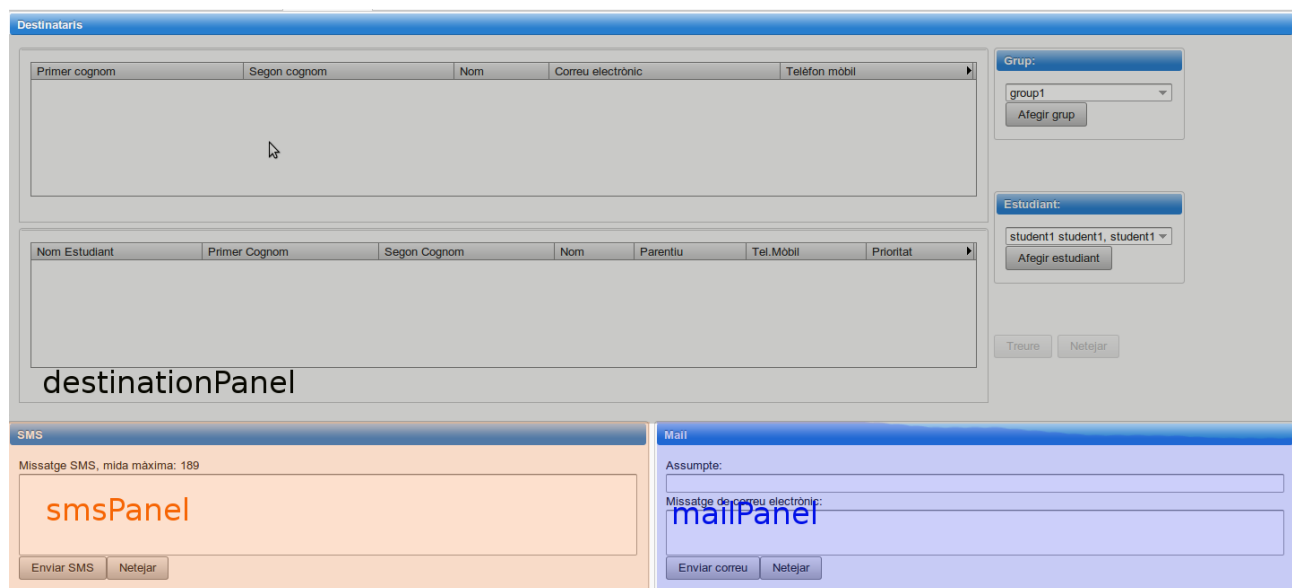 Destinataris
Primer cognom Segon cognom Nom Correu electrònic Telèfon mòbil
Grup:
group1
Afegir grup
Estudiant:
student1 student1, student1
Afegir estudiant
Nom Estudiant Primer Cognom Segon Cognom Nom Parentiu Tel.Mòbil Prioritat
Treure Netejar
destinationPanel
SMS
Missatge SMS, mida màxima: 189
smsPanel
Enviar SMS Netejar
Mail
Assumpte:
Missatge de correu electrònic:
mailPanel
Enviar correu Netejar